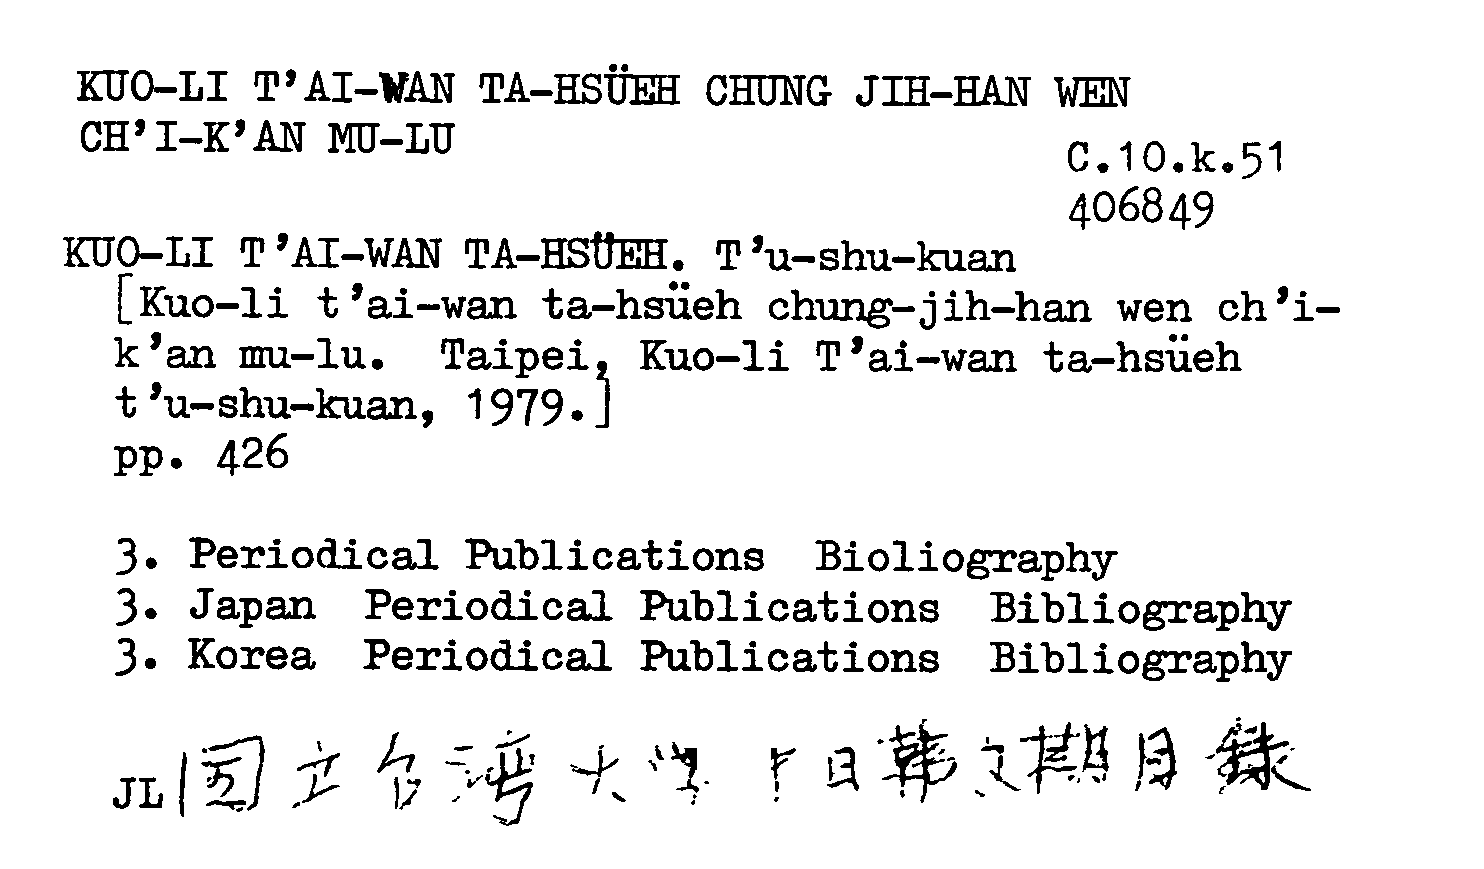 KUO-LI T'AI-WAN TA-HSÜEH CHUNG JIH-HAN WEN
CH'I-K'AN MU-LU
C.10.k.51
406849
KUO-LI T'AI-WAN TA-HSÜEH. T'u-shu-kuan
[Kuo-li t'ai-wan ta-hsüeh chung-jih-han wen ch'i-
k'an mu-lu. Taipei, Kuo-li T'ai-wan ta-hsüeh
t'u-shu-kuan, 1979.]
pp. 426
3. Periodical Publications Bioliography
3. Japan Periodical Publications Bibliography
3. Korea Periodical Publications Bibliography
JL 国立台湾大学中日韓文期目録